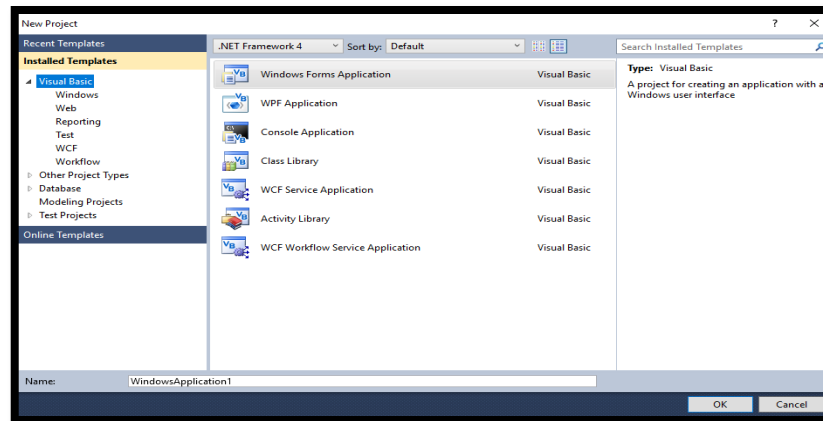 New Project
?
Recent Templates
.NET Framework 4
Sort by: Default
Search Installed Templates
Installed Templates
Visual Basic
Windows
Web
Reporting
Test
WCF
Workflow
Other Project Types
Database
Modeling Projects
Test Projects
Online Templates
Windows Forms Application Visual Basic
WPF Application Visual Basic
Console Application Visual Basic
Class Library Visual Basic
WCF Service Application Visual Basic
Activity Library Visual Basic
WCF Workflow Service Application Visual Basic
Type: Visual Basic
A project for creating an application with a
Windows user interface
Name: WindowsApplication1
OK Cancel